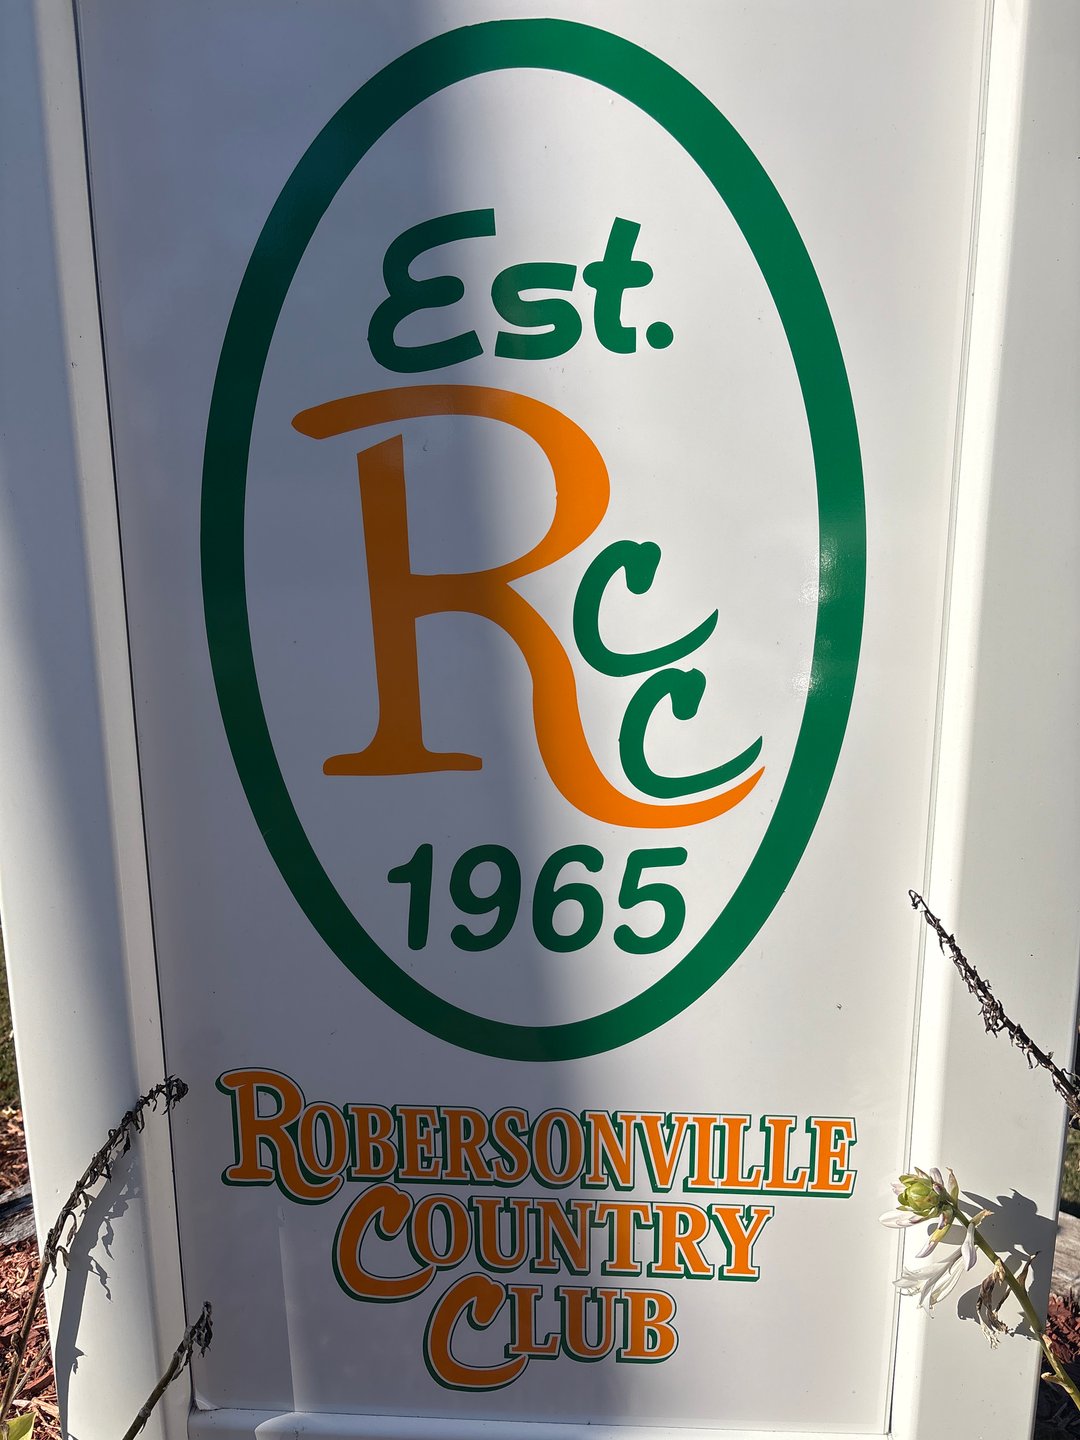 Est.
RCC
1965
ROBERSONVILLE
COUNTRY
CLUB